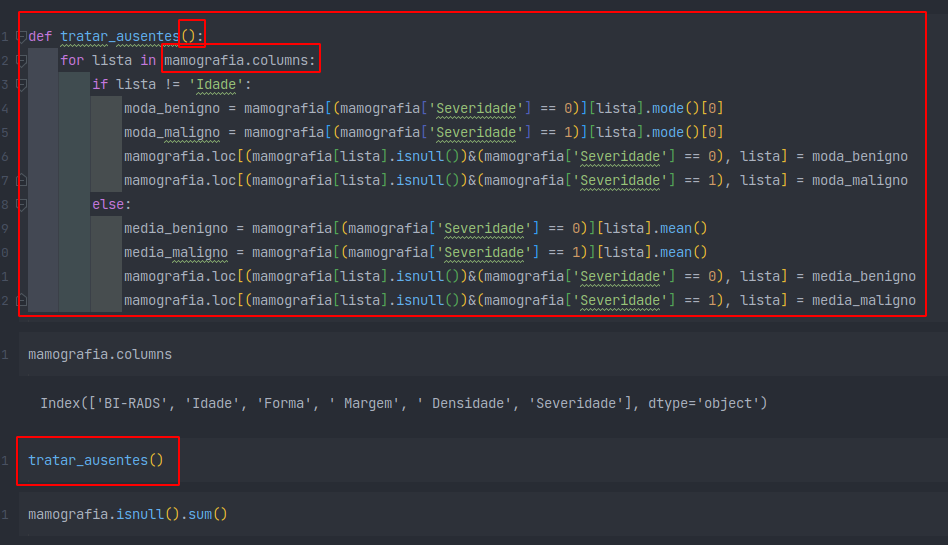 1 def tratar_ausentes():
2 for lista in mamografia.columns:
3 if lista != 'Idade':
4 moda_benigno = mamografia[(mamografia['Severidade'] == 0)][lista].mode()[0]
5 moda_maligno = mamografia[(mamografia['Severidade'] == 1)][lista].mode()[0]
6 mamografia.loc[(mamografia[lista].isnull())&(mamografia['Severidade'] == 0), lista] = moda_benigno
7 mamografia.loc[(mamografia[lista].isnull())&(mamografia['Severidade'] == 1), lista] = moda_maligno
8 else:
9 media_benigno = mamografia[(mamografia['Severidade'] == 0)][lista].mean()
0 media_maligno = mamografia[(mamografia['Severidade'] == 1)][lista].mean()
1 mamografia.loc[(mamografia[lista].isnull())&(mamografia['Severidade'] == 0), lista] = media_benigno
2 mamografia.loc[(mamografia[lista].isnull())&(mamografia['Severidade'] == 1), lista] = media_maligno
1 mamografia.columns
Index(['BI-RADS', 'Idade', 'Forma', ' Margem', ' Densidade', 'Severidade'], dtype='object')
1 tratar_ausentes()
1 mamografia.isnull().sum()